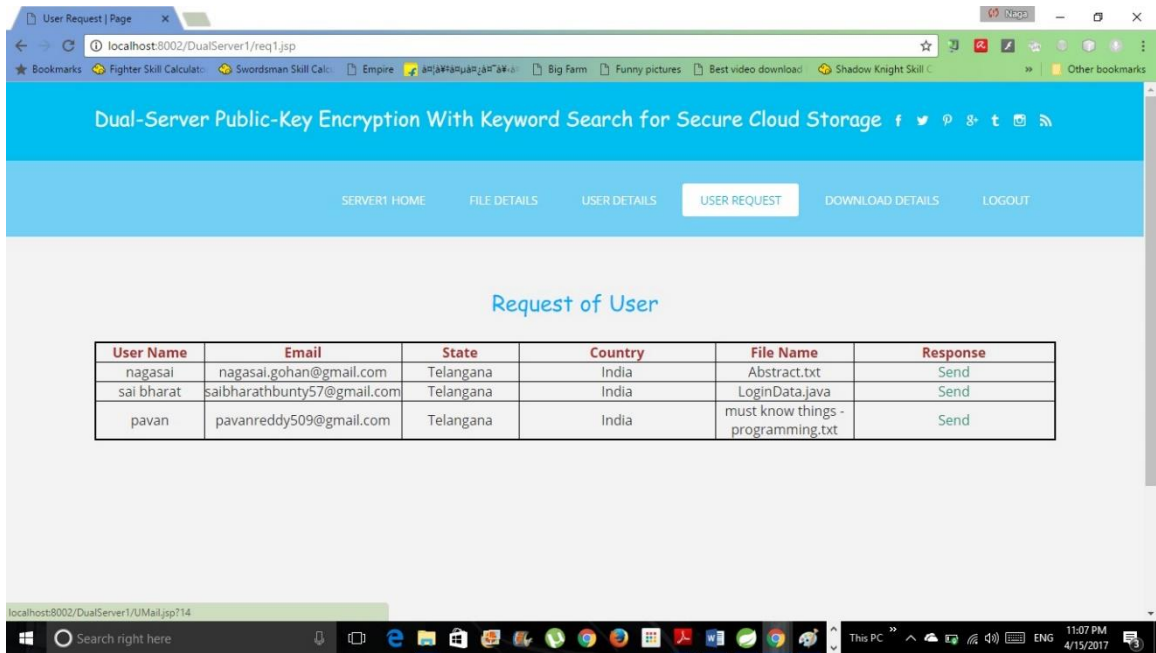 User Request | Page
Naga
localhost:8002/DualServer1/req1.jsp
Bookmarks Fighter Skill Calculato Swordsman Skill Calc Empire Big Farm Funny pictures Best video download Shadow Knight Skill C » Other bookmarks
Dual-Server Public-Key Encryption With Keyword Search for Secure Cloud Storage
SERVER1 HOME FILE DETAILS USER DETAILS USER REQUEST DOWNLOAD DETAILS LOGOUT
Request of User
User Name Email State Country File Name Response
nagasai nagasai.gohan@gmail.com Telangana India Abstract.txt Send
sai bharat saibharathbunty57@gmail.com Telangana India LoginData.java Send
pavan pavanreddy509@gmail.com Telangana India must know things - programming.txt Send
localhost:8002/DualServer1/UMail.jsp?14
Search right here
This PC » ENG 11:07 PM
4/15/2017